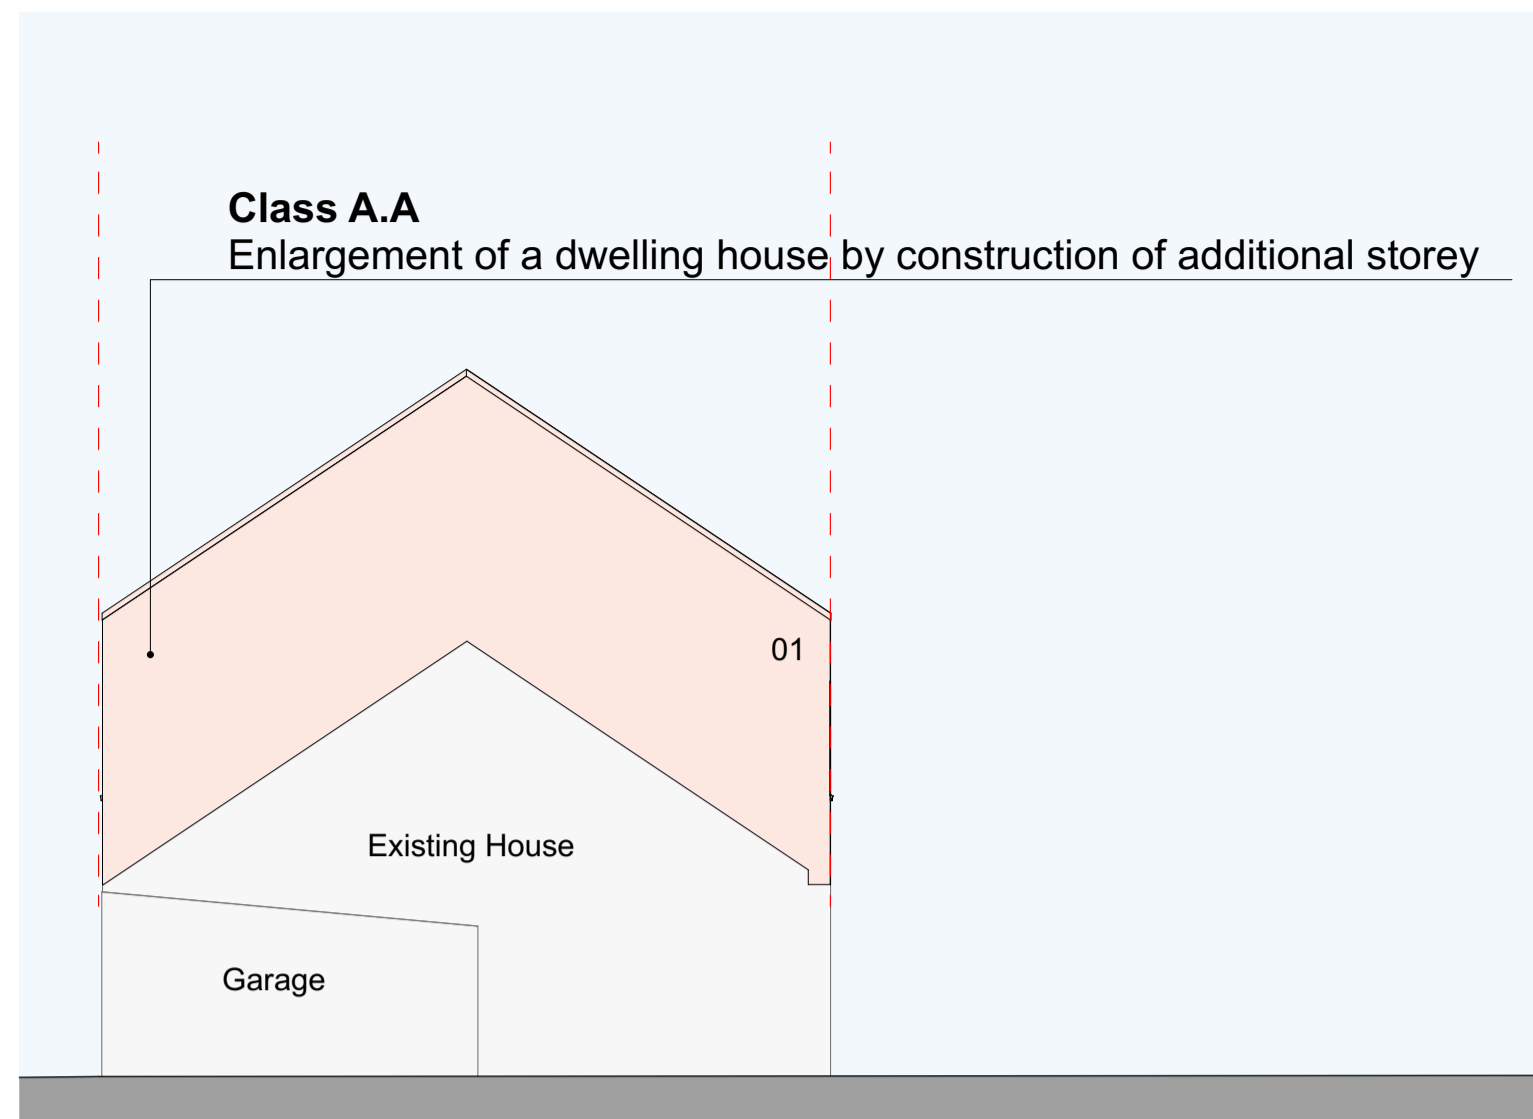 Class A.A
Enlargement of a dwelling house by construction of additional storey
01
Existing House
Garage